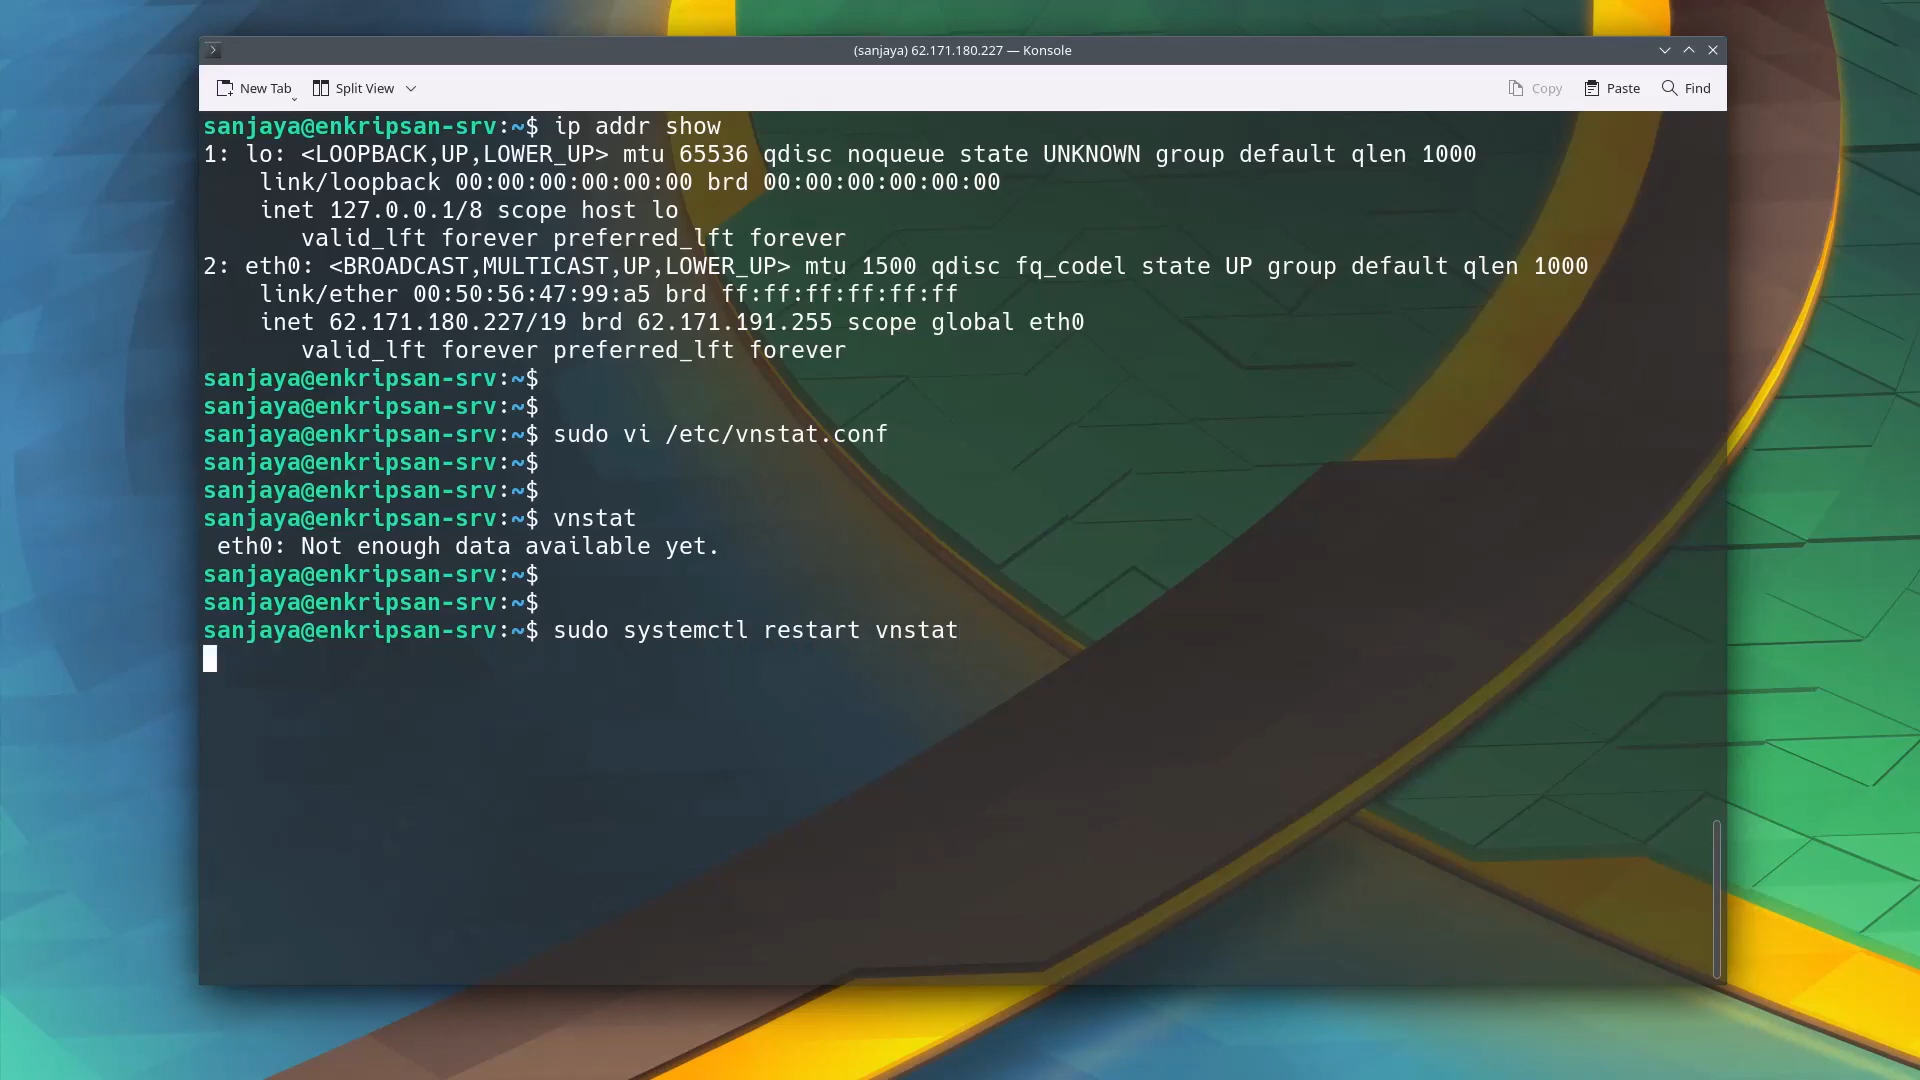 (sanjaya) 62.171.180.227 — Konsole
New Tab Split View Copy Paste Find
sanjaya@enkripsan-srv:~$ ip addr show
1: lo: <LOOPBACK,UP,LOWER_UP> mtu 65536 qdisc noqueue state UNKNOWN group default qlen 1000
    link/loopback 00:00:00:00:00:00 brd 00:00:00:00:00:00
    inet 127.0.0.1/8 scope host lo
       valid_lft forever preferred_lft forever
2: eth0: <BROADCAST,MULTICAST,UP,LOWER_UP> mtu 1500 qdisc fq_codel state UP group default qlen 1000
    link/ether 00:50:56:47:99:a5 brd ff:ff:ff:ff:ff:ff
    inet 62.171.180.227/19 brd 62.171.191.255 scope global eth0
       valid_lft forever preferred_lft forever
sanjaya@enkripsan-srv:~$
sanjaya@enkripsan-srv:~$
sanjaya@enkripsan-srv:~$ sudo vi /etc/vnstat.conf
sanjaya@enkripsan-srv:~$
sanjaya@enkripsan-srv:~$
sanjaya@enkripsan-srv:~$ vnstat
 eth0: Not enough data available yet.
sanjaya@enkripsan-srv:~$
sanjaya@enkripsan-srv:~$
sanjaya@enkripsan-srv:~$ sudo systemctl restart vnstat